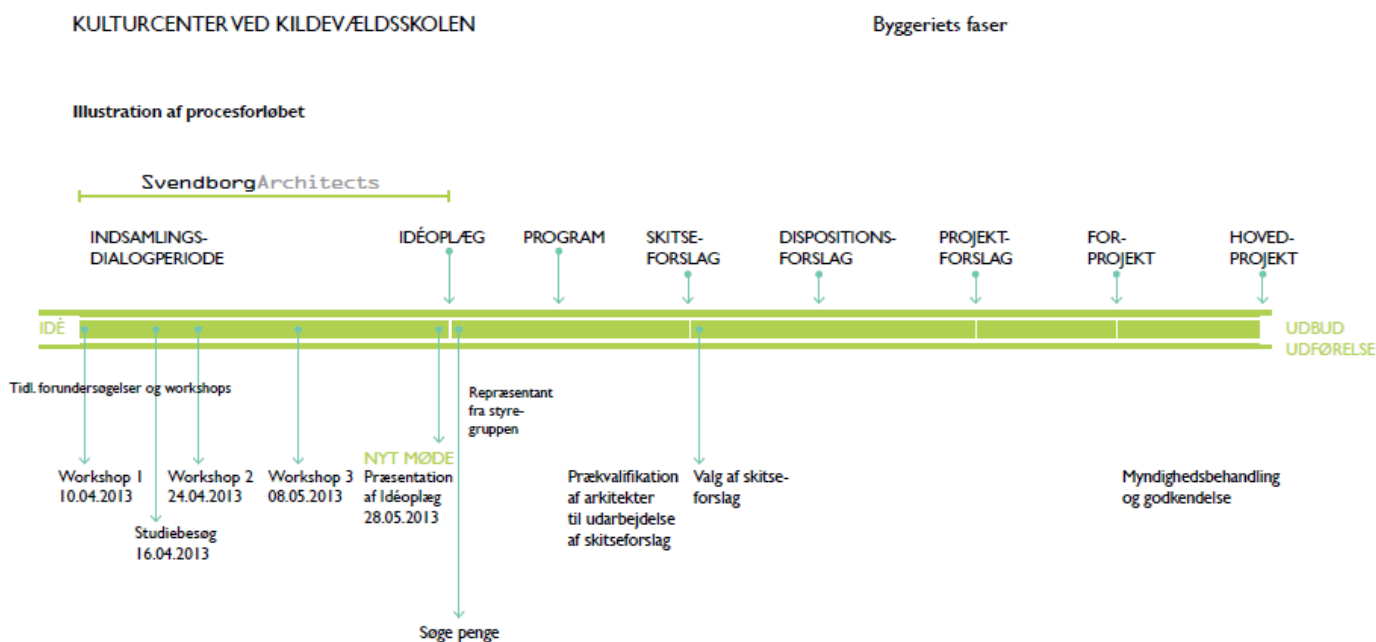 KULTURCENTER VED KILDEVÆLDSSKOLEN
Byggeriets faser
Illustration af procesforløbet
SvendborgArchitects
INDSAMLINGS-
DIALOGPERIODE
IDÉOPLÆG
PROGRAM
SKITSE-
FORSLAG
DISPOSITIONS-
FORSLAG
PROJEKT-
FORSLAG
FOR-
PROJEKT
HOVED-
PROJEKT
IDÈ
UDBUD
UDFØRELSE
Tidl. forundersøgelser og workshops
Repræsentant
fra styre-
gruppen
Workshop 1
10.04.2013
Studiebesøg
16.04.2013
Workshop 2
24.04.2013
Workshop 3
08.05.2013
NYT MØDE
Præsentation
af Idéoplæg
28.05.2013
Søge penge
Prækvalifikation
af arkitekter
til udarbejdelse
af skitseforslag
Valg af skitse-
forslag
Myndighedsbehandling
og godkendelse